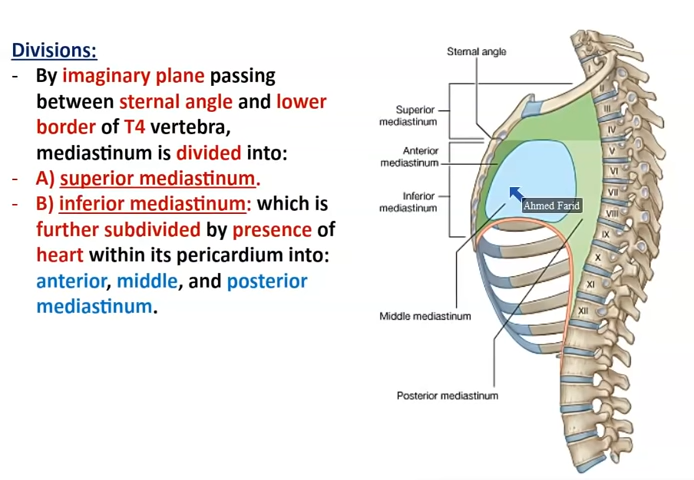 Divisions:
- By imaginary plane passing
between sternal angle and lower
border of T4 vertebra,
mediastinum is divided into:
- A) superior mediastinum.
- B) inferior mediastinum: which is
further subdivided by presence of
heart within its pericardium into:
anterior, middle, and posterior
mediastinum.
Sternal angle
Superior
mediastinum
Anterior
mediastinum
Inferior
mediastinum
Middle mediastinum
Posterior mediastinum
Ahmed Farid
I
II
III
IV
V
VI
VII
VIII
IX
X
XI
XII